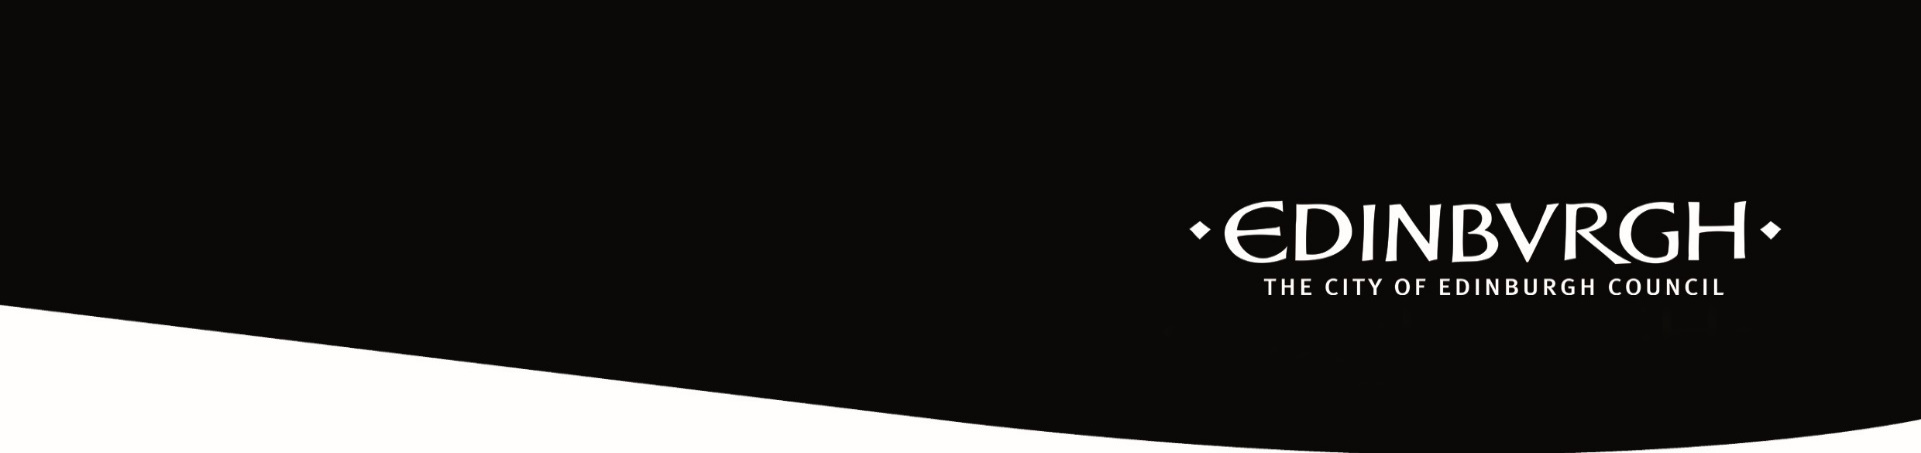 EDINBVRGH
THE CITY OF EDINBURGH COUNCIL